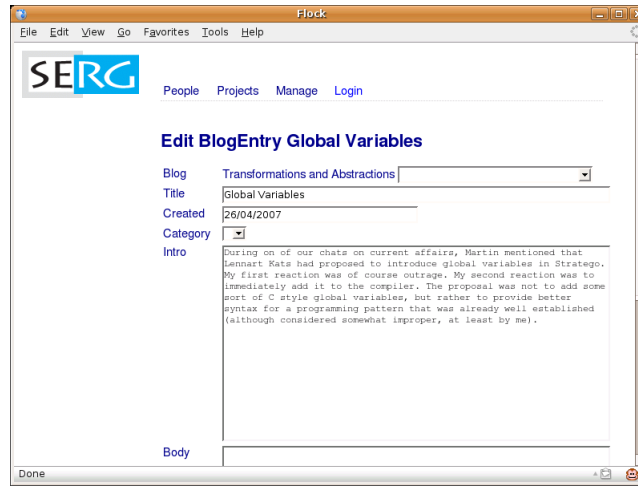 Flock
File Edit View Go Favorites Tools Help
SERG
People Projects Manage Login
Edit BlogEntry Global Variables
Blog Transformations and Abstractions
Title Global Variables
Created 26/04/2007
Category
Intro During on of our chats on current affairs, Martin mentioned that
Lennart Kats had proposed to introduce global variables in Stratego.
My first reaction was of course outrage. My second reaction was to
immediately add it to the compiler. The proposal was not to add some
sort of C style global variables, but rather to provide better
syntax for a programming pattern that was already well established
(although considered somewhat improper, at least by me).
Body
Done